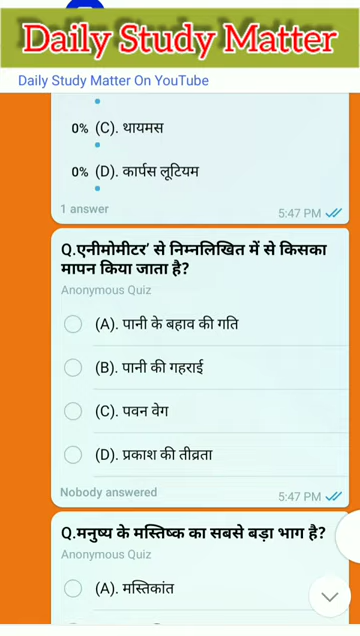 Daily Study Matter
Daily Study Matter On YouTube
0% (C). थायमस
0% (D). कार्पस लूटियम
1 answer
5:47 PM
Q.एनीमोमीटर' से निम्नलिखित में से किसका
मापन किया जाता है?
Anonymous Quiz
(A). पानी के बहाव की गति
(B). पानी की गहराई
(C). पवन वेग
(D). प्रकाश की तीव्रता
Nobody answered
5:47 PM
Q.मनुष्य के मस्तिष्क का सबसे बड़ा भाग है?
Anonymous Quiz
(A). मस्तिकांत